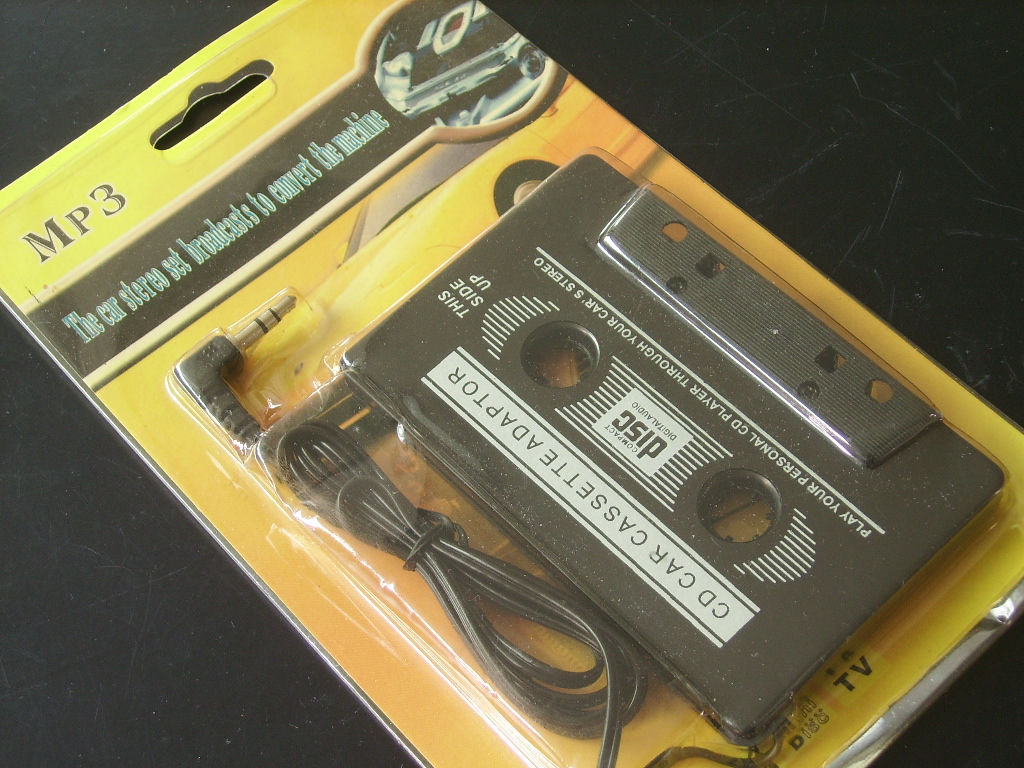 MP3
The car stereo set broadcasts to convert the machine
THIS
SIDE
UP
CD CAR CASSETTE ADAPTOR
COMPACT
disc
DIGITAL AUDIO
PLAY YOUR PERSONAL CD PLAYER THROUGH YOUR CAR'S STEREO
TV